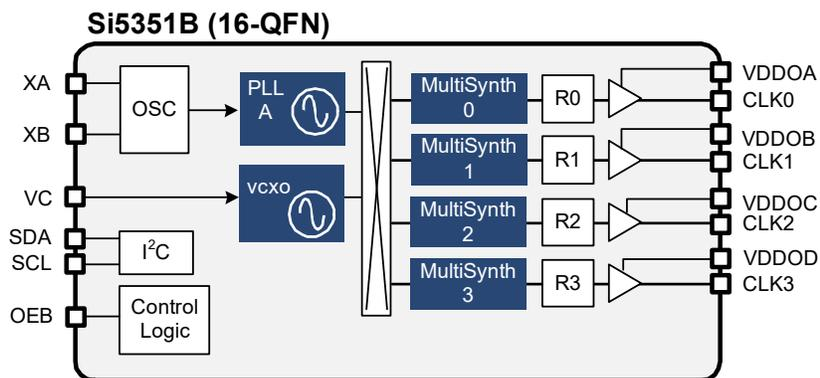 Si5351B (16-QFN)
XA
XB
OSC
PLL
A
VC
vcxo
SDA
SCL
I²C
OEB
Control
Logic
MultiSynth
0
R0
VDDOA
CLK0
MultiSynth
1
R1
VDDOB
CLK1
MultiSynth
2
R2
VDDOC
CLK2
MultiSynth
3
R3
VDDOD
CLK3